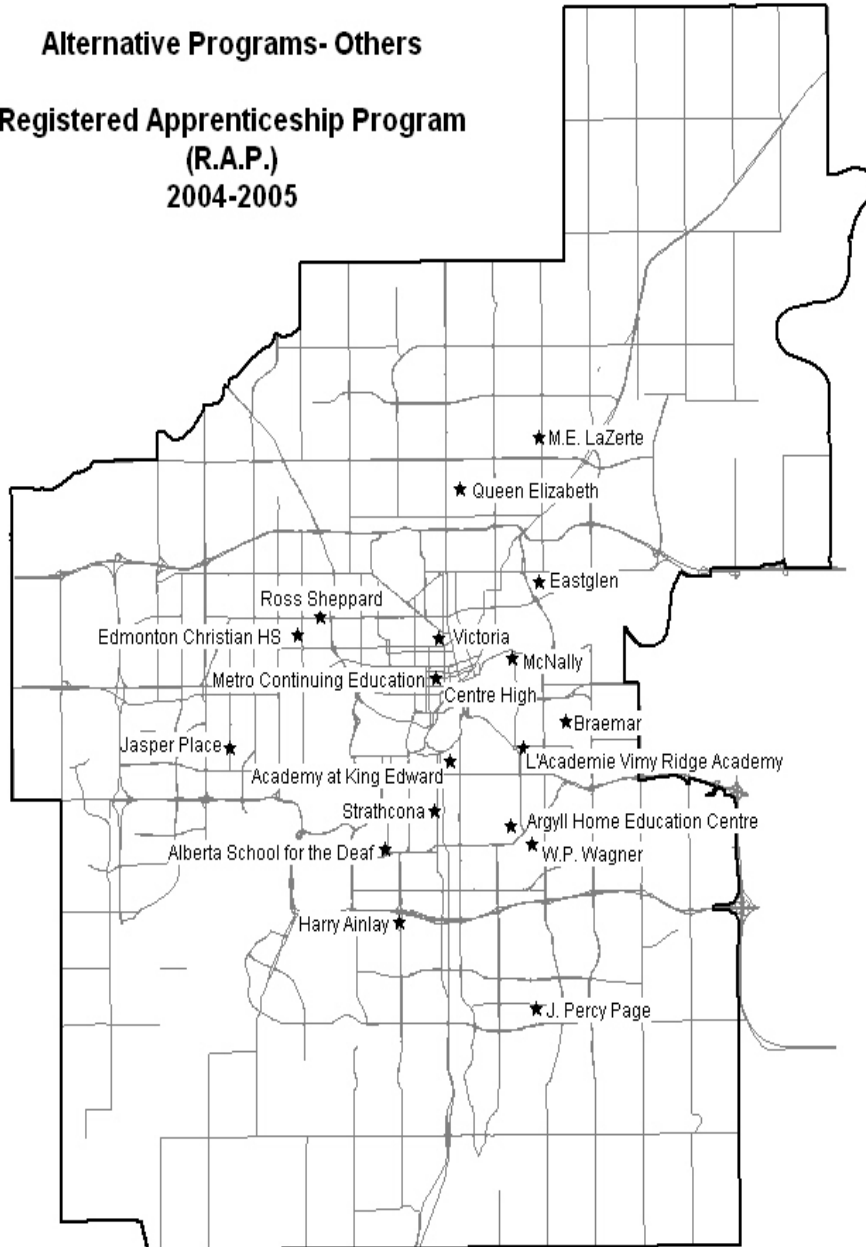 Alternative Programs- Others
Registered Apprenticeship Program
(R.A.P.)
2004-2005
M.E. LaZerte
Queen Elizabeth
Eastglen
Ross Sheppard
Edmonton Christian HS
Victoria
McNally
Metro Continuing Education
Centre High
Braemar
Jasper Place
L'Academie Vimy Ridge Academy
Academy at King Edward
Strathcona
Argyll Home Education Centre
Alberta School for the Deaf
W.P. Wagner
Harry Ainlay
J. Percy Page